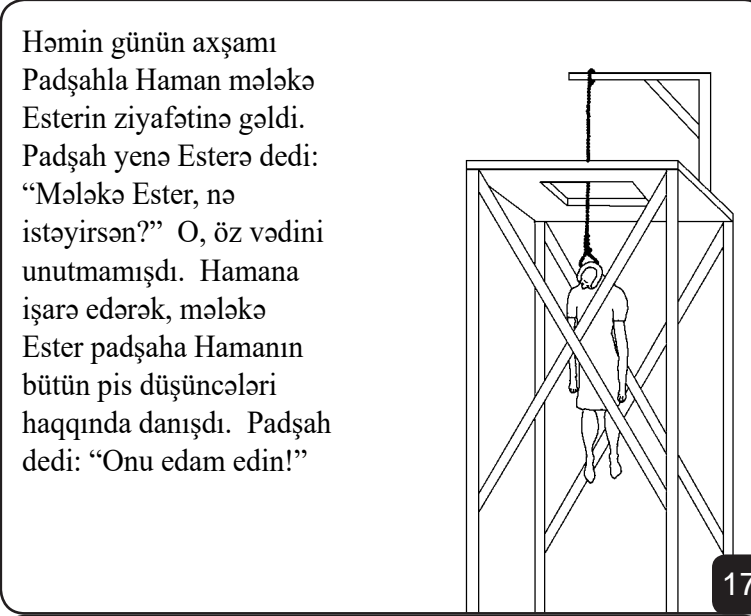 Həmin günün axşamı
Padşahla Haman mələkə
Esterin ziyafətinə gəldi.
Padşah yenə Esterə dedi:
“Mələkə Ester, nə
istəyirsən?”  O, öz vədini
unutmamışdı.  Hamana
işarə edərək, mələkə
Ester padşaha Hamanın
bütün pis düşüncələri
haqqında danışdı.  Padşah
dedi: “Onu edam edin!”
17